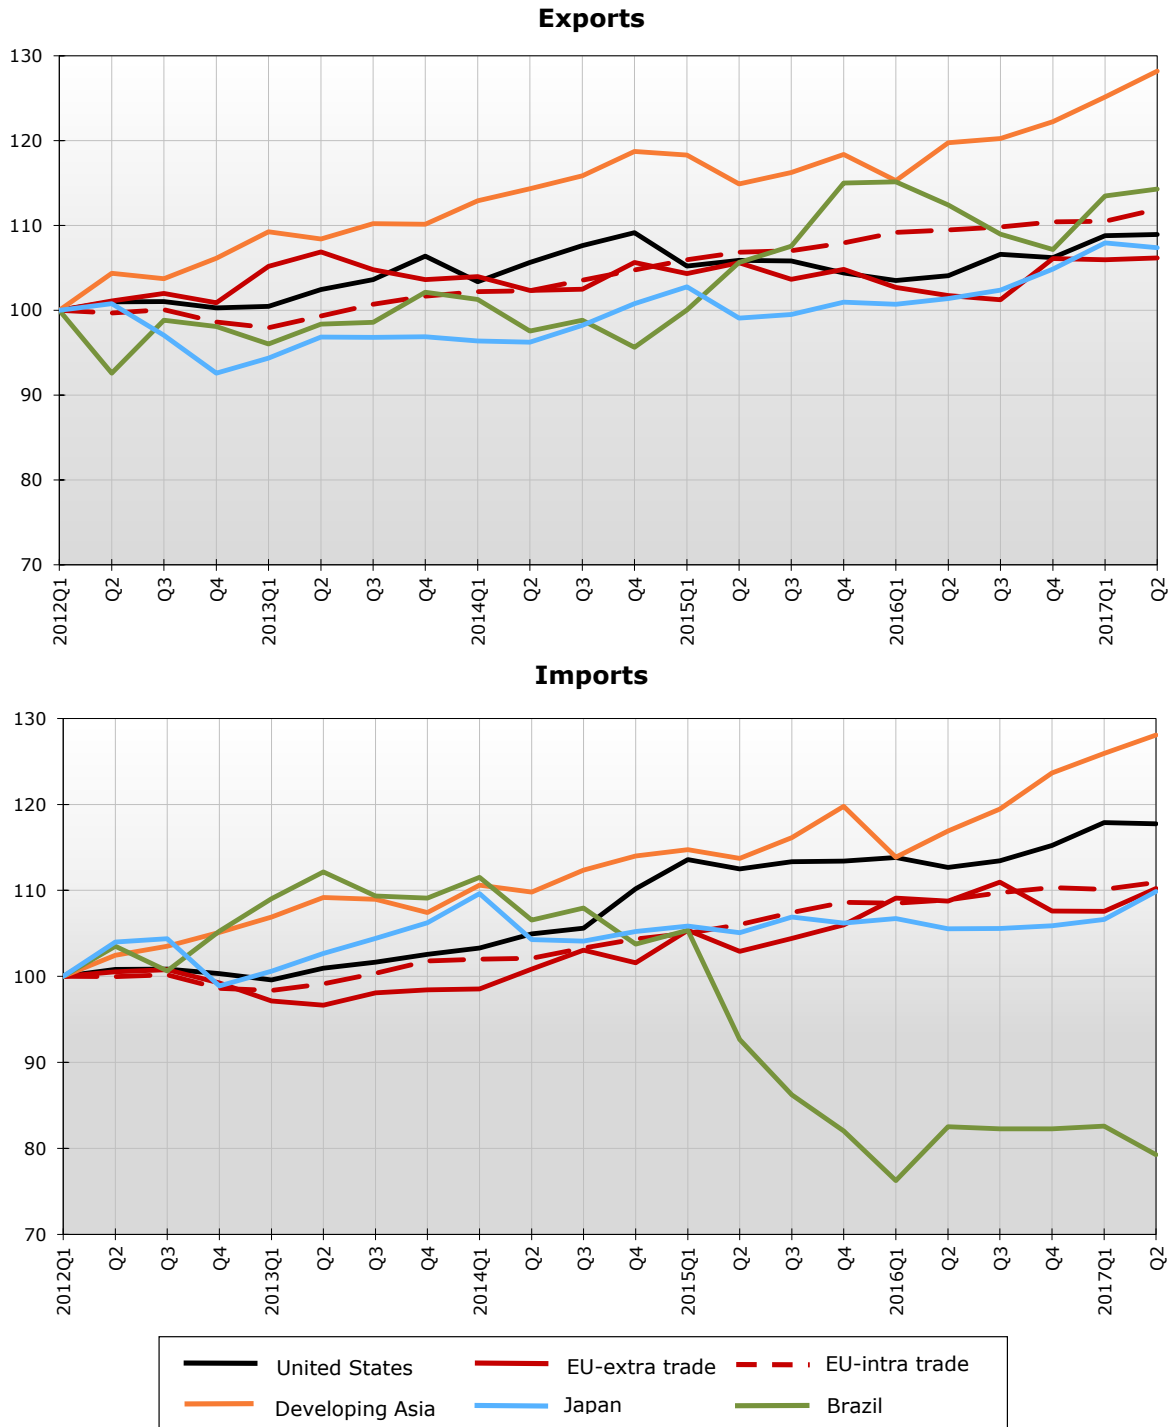 Exports
130
120
110
100
90
80
70
2012Q1
Q2
Q3
Q4
2013Q1
Q2
Q3
Q4
2014Q1
Q2
Q3
Q4
2015Q1
Q2
Q3
Q4
2016Q1
Q2
Q3
Q4
2017Q1
Q2
Imports
130
120
110
100
90
80
70
2012Q1
Q2
Q3
Q4
2013Q1
Q2
Q3
Q4
2014Q1
Q2
Q3
Q4
2015Q1
Q2
Q3
Q4
2016Q1
Q2
Q3
Q4
2017Q1
Q2
United States EU-extra trade EU-intra trade
Developing Asia Japan Brazil